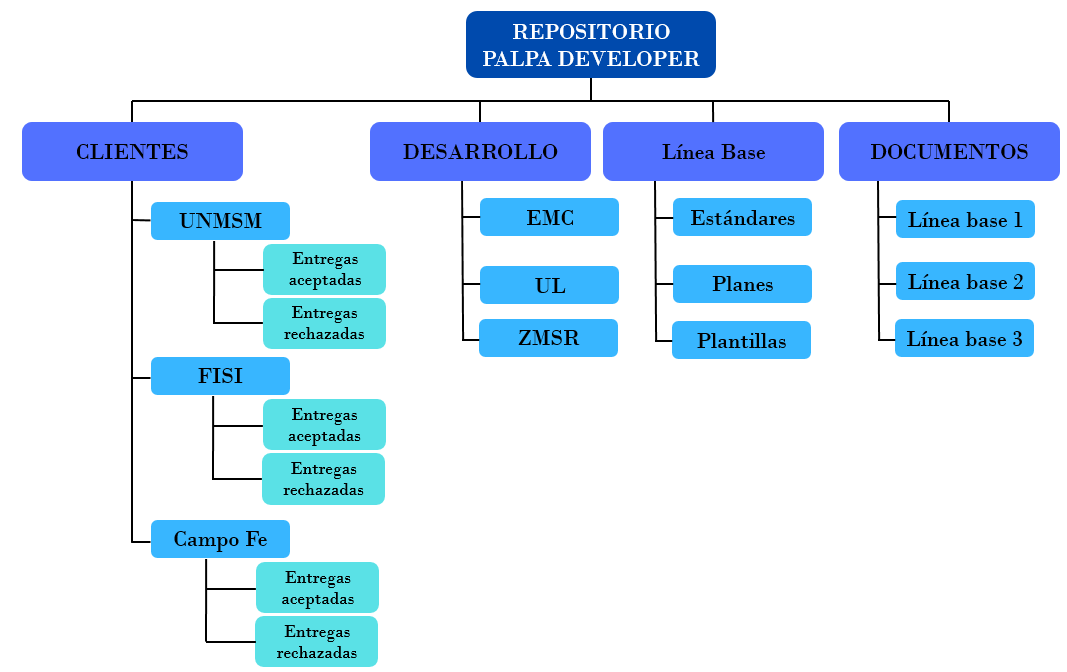 REPOSITORIO
PALPA DEVELOPER
CLIENTES
DESARROLLO
Línea Base
DOCUMENTOS
UNMSM
Entregas
aceptadas
Entregas
rechazadas
FISI
Entregas
aceptadas
Entregas
rechazadas
Campo Fe
Entregas
aceptadas
Entregas
rechazadas
EMC
UL
ZMSR
Estándares
Planes
Plantillas
Línea base 1
Línea base 2
Línea base 3